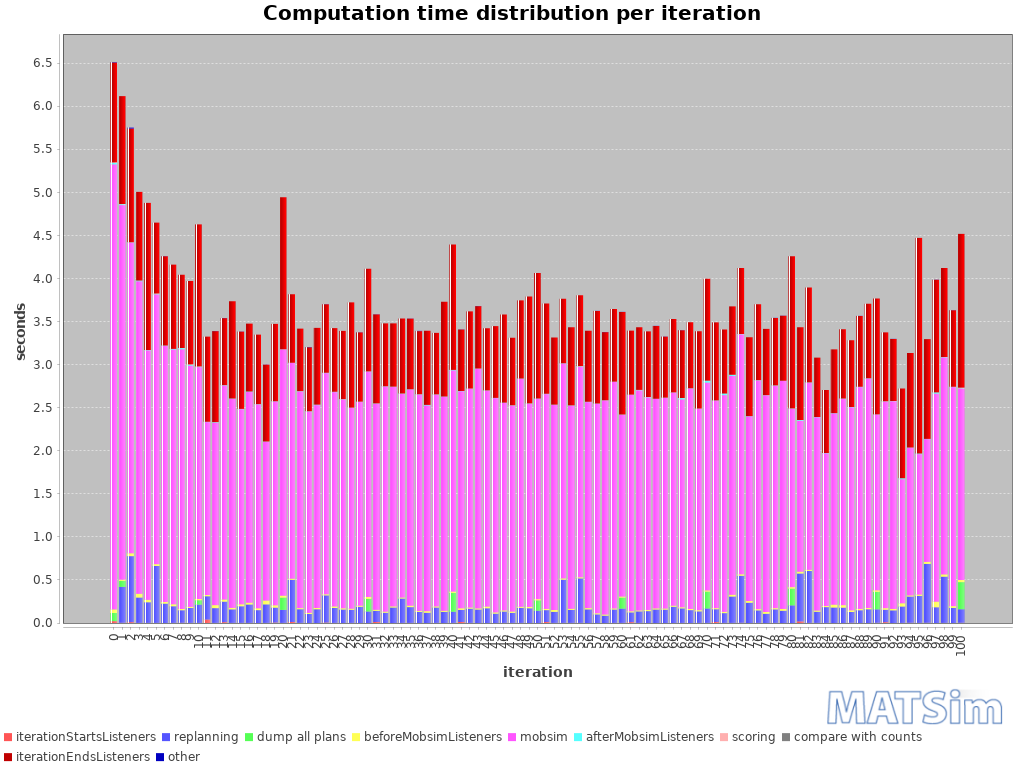 Computation time distribution per iteration
6.5
6.0
5.5
5.0
4.5
4.0
3.5
3.0
2.5
2.0
1.5
1.0
0.5
0.0
seconds
0 1 2 3 4 5 6 7 8 9 10 11 12 13 14 15 16 17 18 19 20 21 22 23 24 25 26 27 28 29 30 31 32 33 34 35 36 37 38 39 40 41 42 43 44 45 46 47 48 49 50 51 52 53 54 55 56 57 58 59 60 61 62 63 64 65 66 67 68 69 70 71 72 73 74 75 76 77 78 79 80 81 82 83 84 85 86 87 88 89 90 91 92 93 94 95 96 97 98 99 100
iteration
MATSim
iterationStartsListeners replanning dump all plans beforeMobsimListeners mobsim afterMobsimListeners scoring compare with counts
iterationEndsListeners other